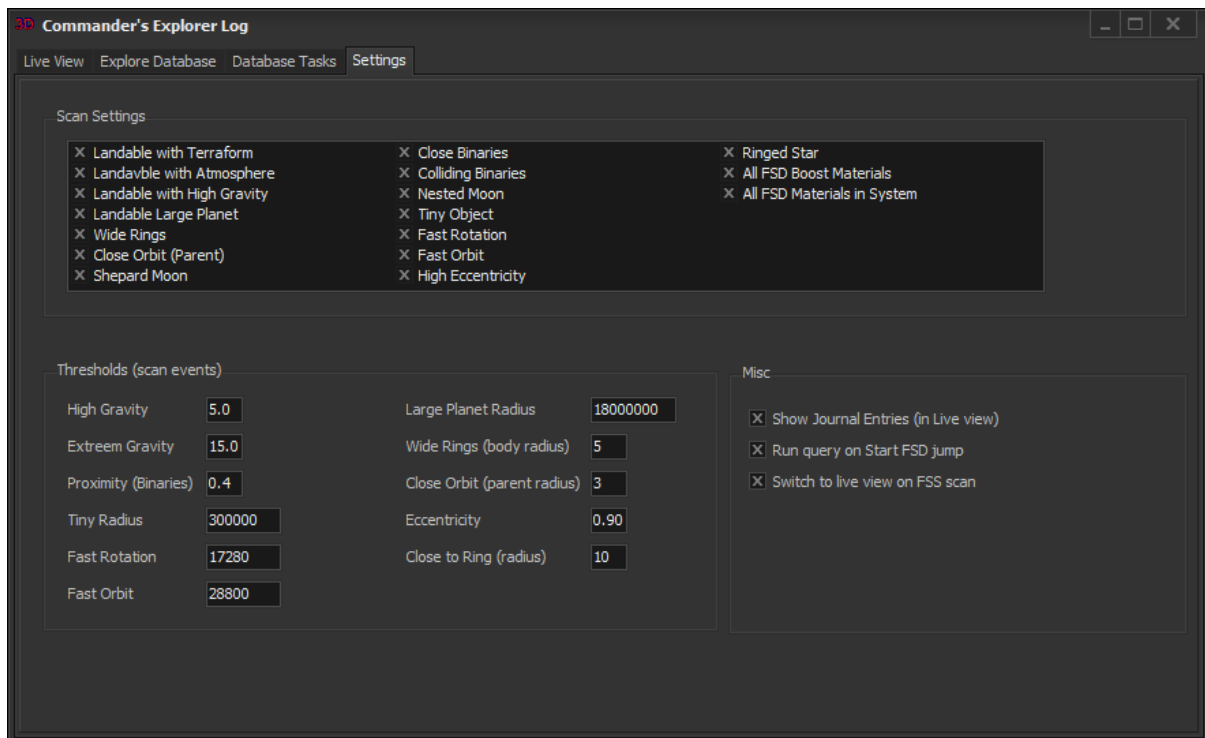 3D Commander's Explorer Log
Live View Explore Database Database Tasks Settings
Scan Settings
X Landable with Terraform
X Landavble with Atmosphere
X Landable with High Gravity
X Landable Large Planet
X Wide Rings
X Close Orbit (Parent)
X Shepard Moon
X Close Binaries
X Colliding Binaries
X Nested Moon
X Tiny Object
X Fast Rotation
X Fast Orbit
X High Eccentricity
X Ringed Star
X All FSD Boost Materials
X All FSD Materials in System
Thresholds (scan events)
High Gravity 5.0
Extreem Gravity 15.0
Proximity (Binaries) 0.4
Tiny Radius 300000
Fast Rotation 17280
Fast Orbit 28800
Large Planet Radius 18000000
Wide Rings (body radius) 5
Close Orbit (parent radius) 3
Eccentricity 0.90
Close to Ring (radius) 10
Misc
X Show Journal Entries (in Live view)
X Run query on Start FSD jump
X Switch to live view on FSS scan